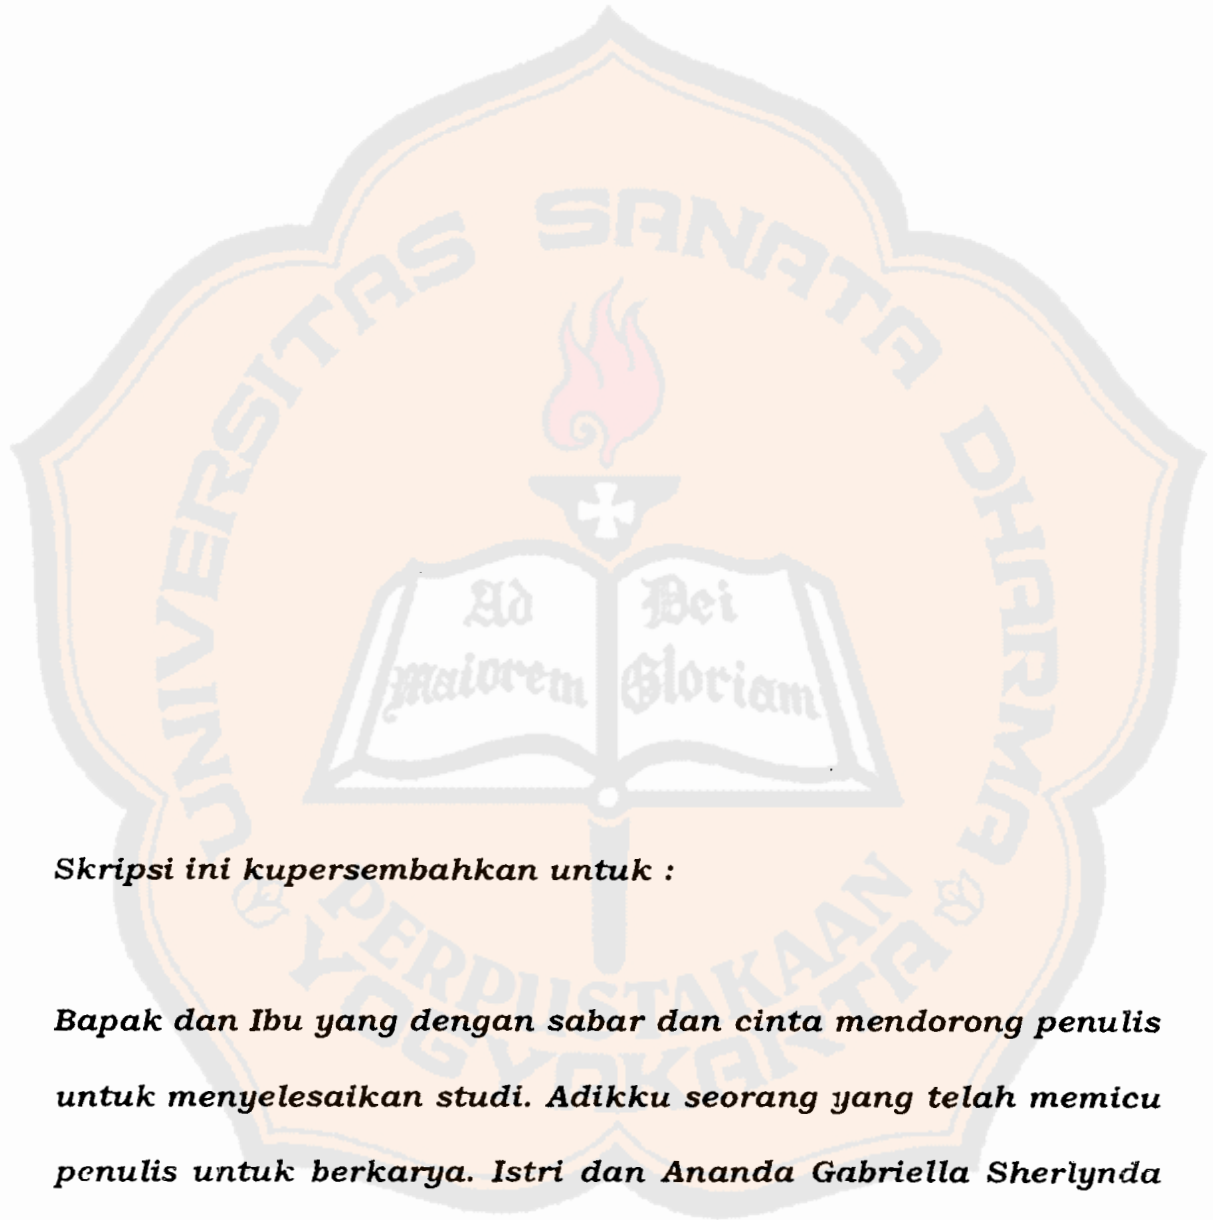 UNIVERSITAS SANATA DHARMA
Ad Dei
Maiorem Gloriam
PERPUSTAKAAN
YOGYAKARTA
Skripsi ini kupersembahkan untuk :
Bapak dan Ibu yang dengan sabar dan cinta mendorong penulis
untuk menyelesaikan studi. Adikku seorang yang telah memicu
penulis untuk berkarya. Istri dan Ananda Gabriella Sherlynda